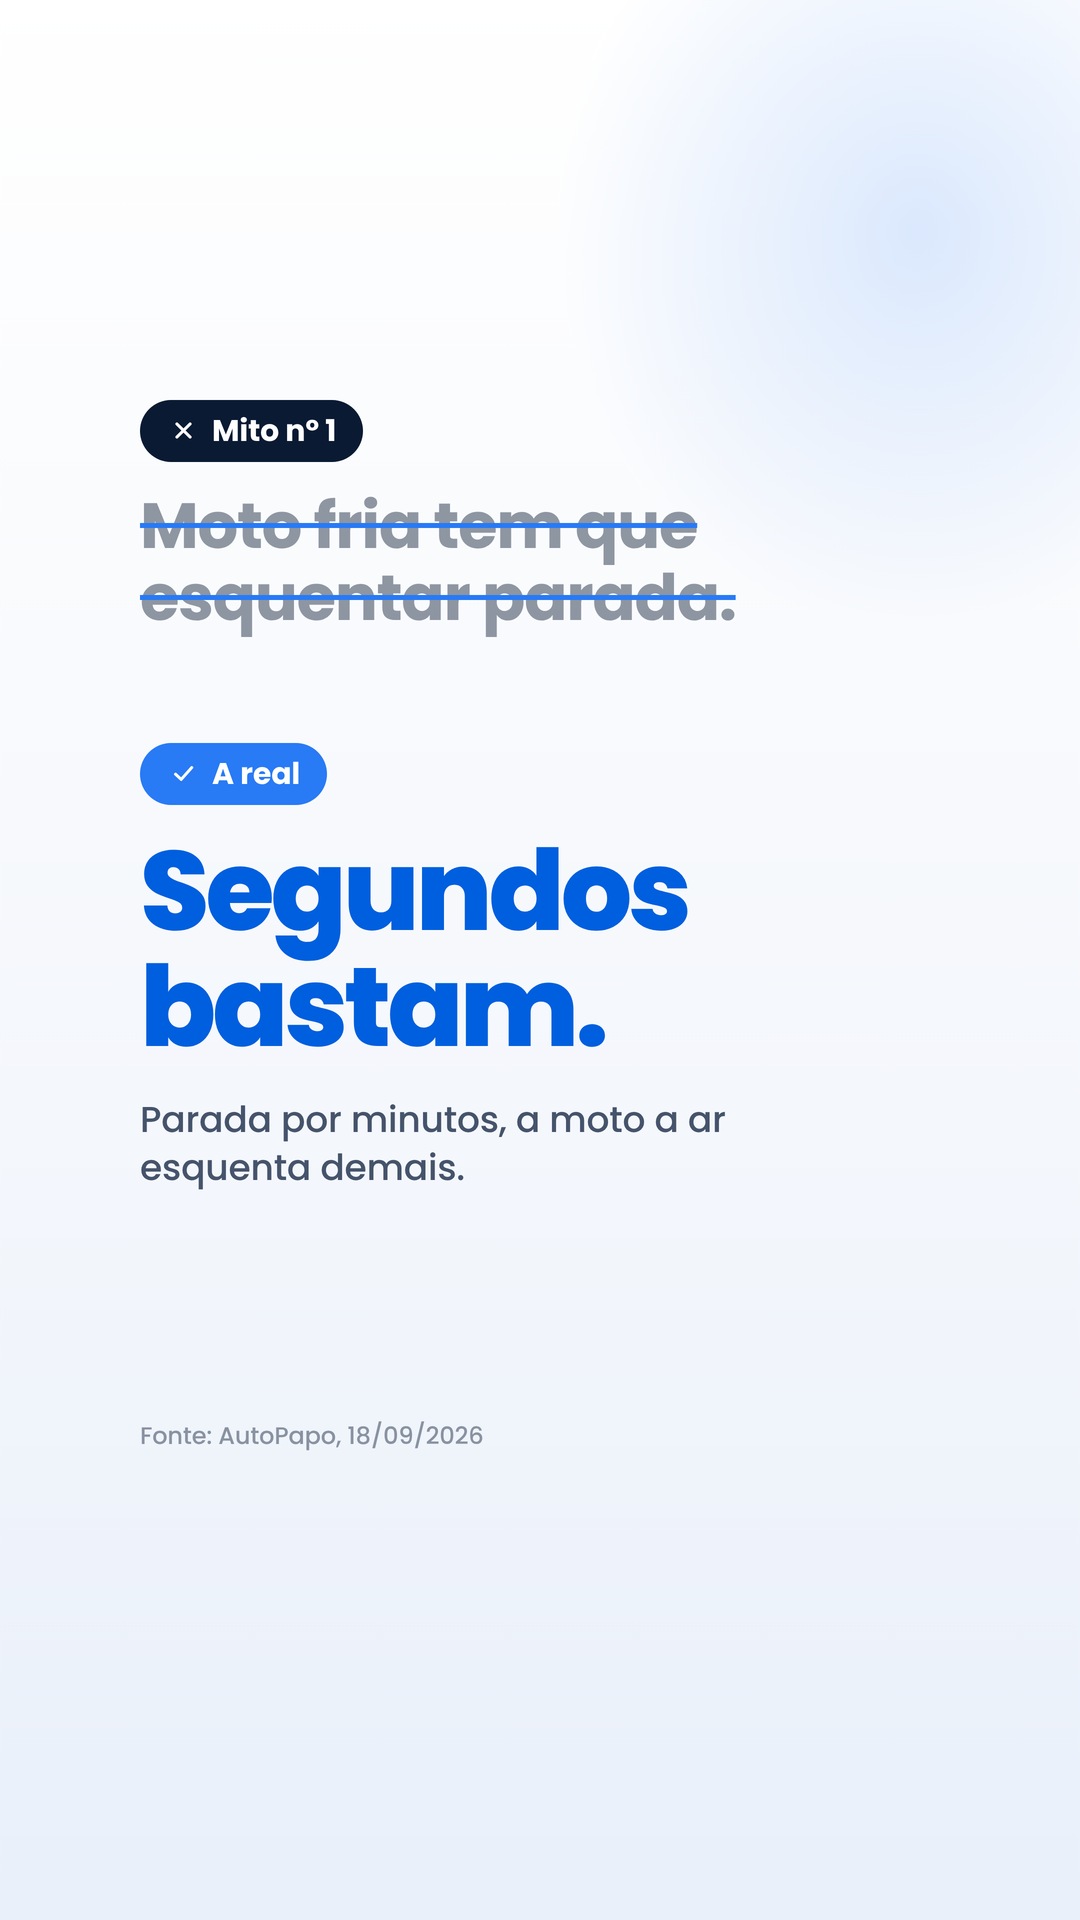 Mito nº 1
Moto fria tem que
esquentar parada.
A real
Segundos
bastam.
Parada por minutos, a moto a ar
esquenta demais.
Fonte: AutoPapo, 18/09/2026